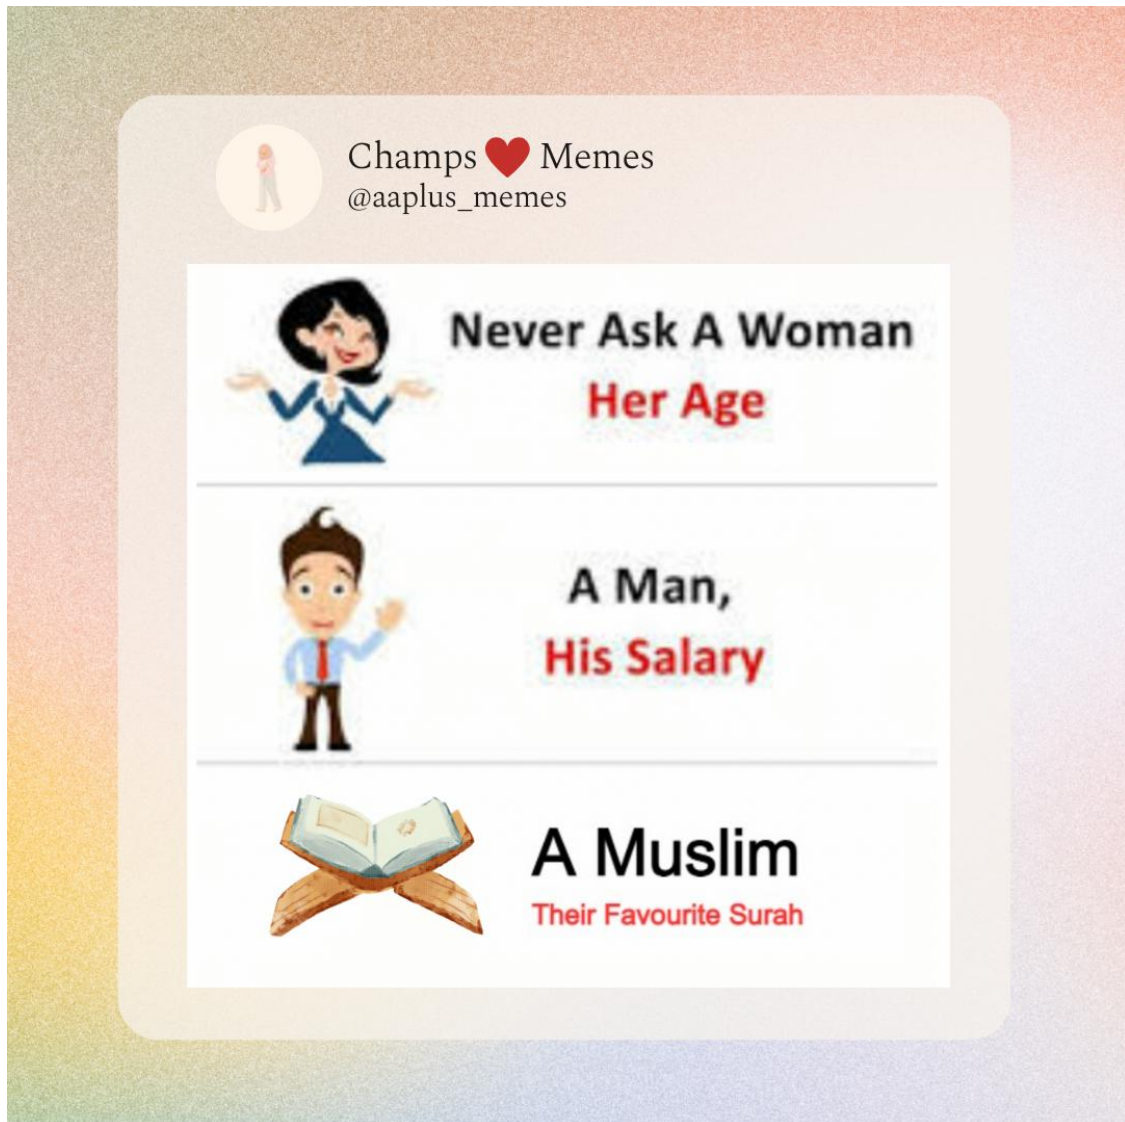 Champs ❤️ Memes
@aaplus_memes
Never Ask A Woman
Her Age
A Man,
His Salary
A Muslim
Their Favourite Surah